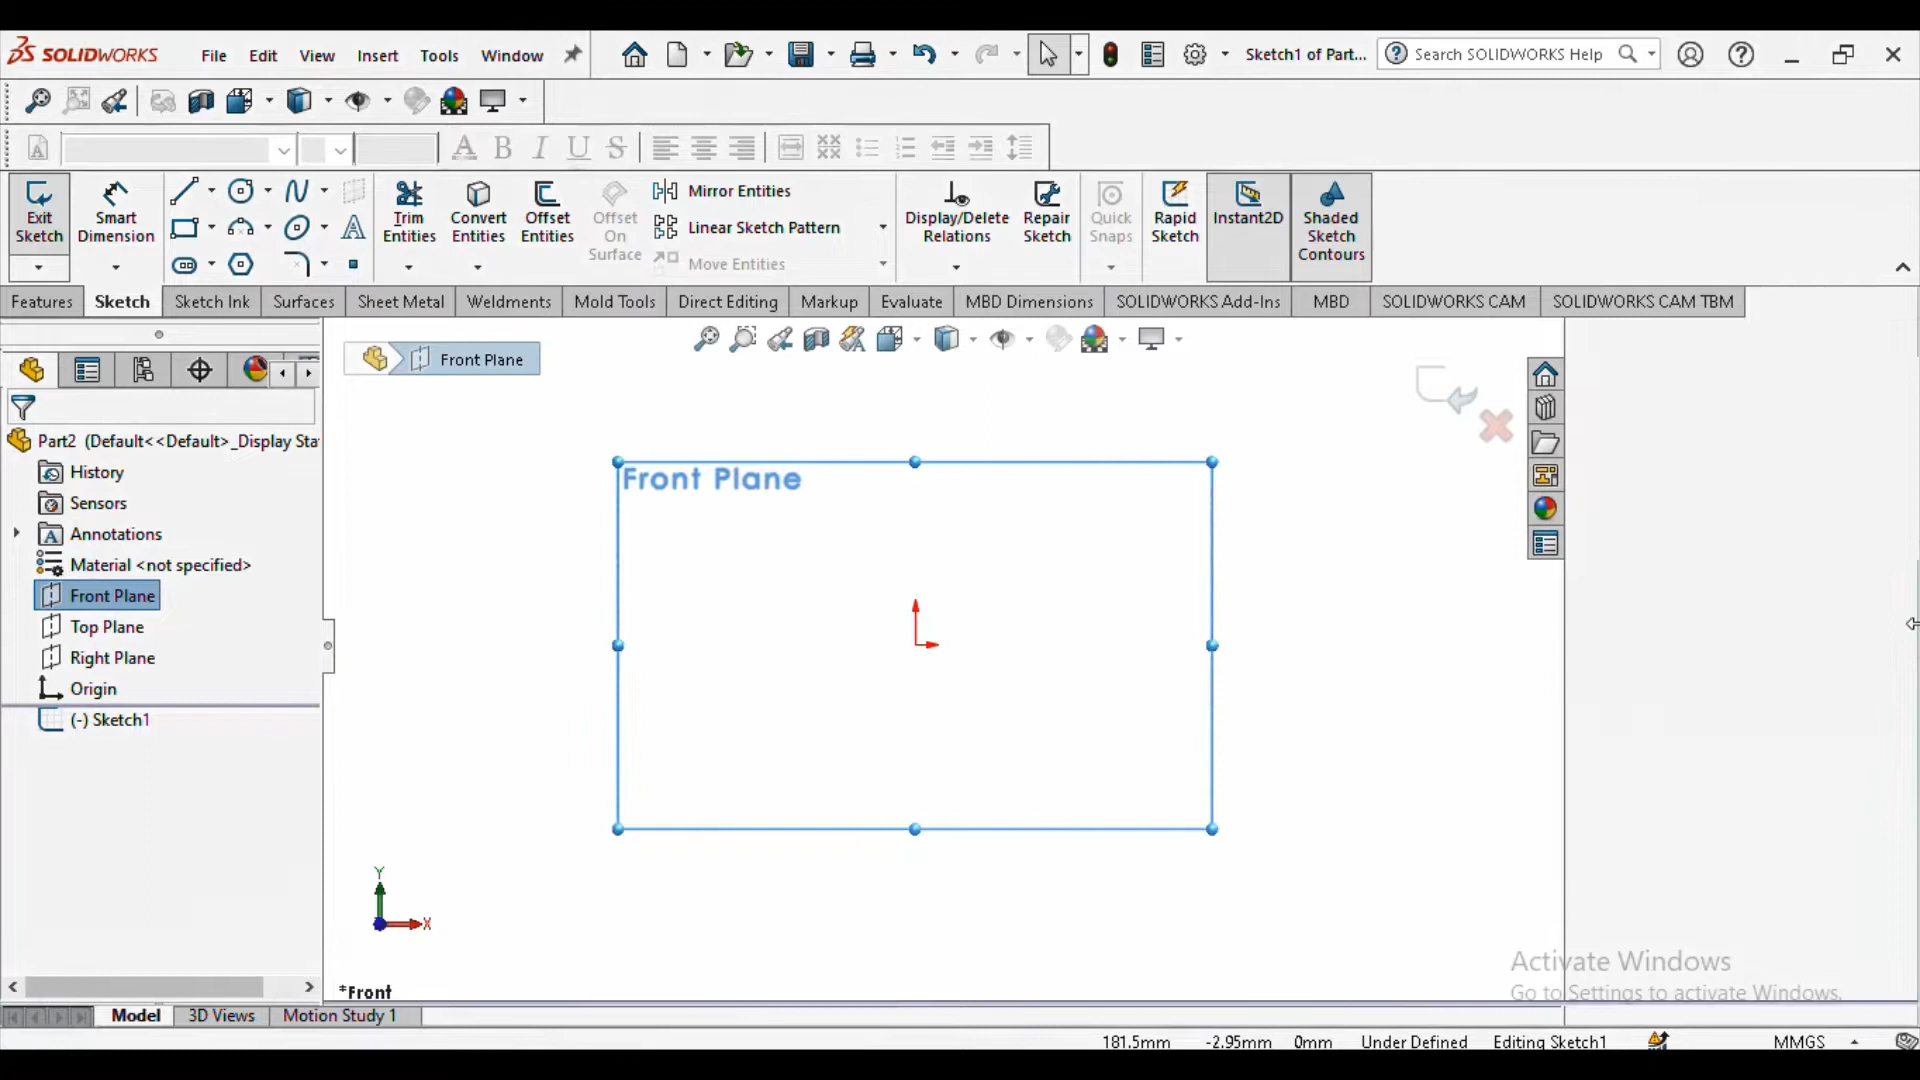 SOLIDWORKS File Edit View Insert Tools Window Sketch1 of Part... Search SOLIDWORKS Help
A B I U S
Exit Sketch
Smart Dimension
Trim Entities
Convert Entities
Offset Entities
Offset On Surface
Mirror Entities
Linear Sketch Pattern
Move Entities
Display/Delete Relations
Repair Sketch
Quick Snaps
Rapid Sketch
Instant2D
Shaded Sketch Contours
Features Sketch Sketch Ink Surfaces Sheet Metal Weldments Mold Tools Direct Editing Markup Evaluate MBD Dimensions SOLIDWORKS Add-Ins MBD SOLIDWORKS CAM SOLIDWORKS CAM TBM
Front Plane
Part2 (Default<<Default>_Display Sta
History
Sensors
Annotations
Material <not specified>
Front Plane
Top Plane
Right Plane
Origin
(-) Sketch1
Front Plane
Y
X
*Front
Activate Windows
Go to Settings to activate Windows.
Model 3D Views Motion Study 1
181.5mm -2.95mm 0mm Under Defined Editing Sketch1 MMGS